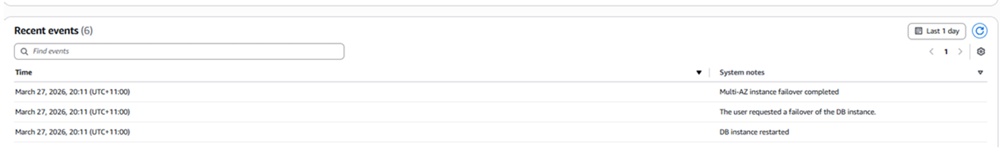 Recent events (6)
Last 1 day
Find events
1
Time System notes
March 27, 2026, 20:11 (UTC+11:00) Multi-AZ instance failover completed
March 27, 2026, 20:11 (UTC+11:00) The user requested a failover of the DB instance.
March 27, 2026, 20:11 (UTC+11:00) DB instance restarted